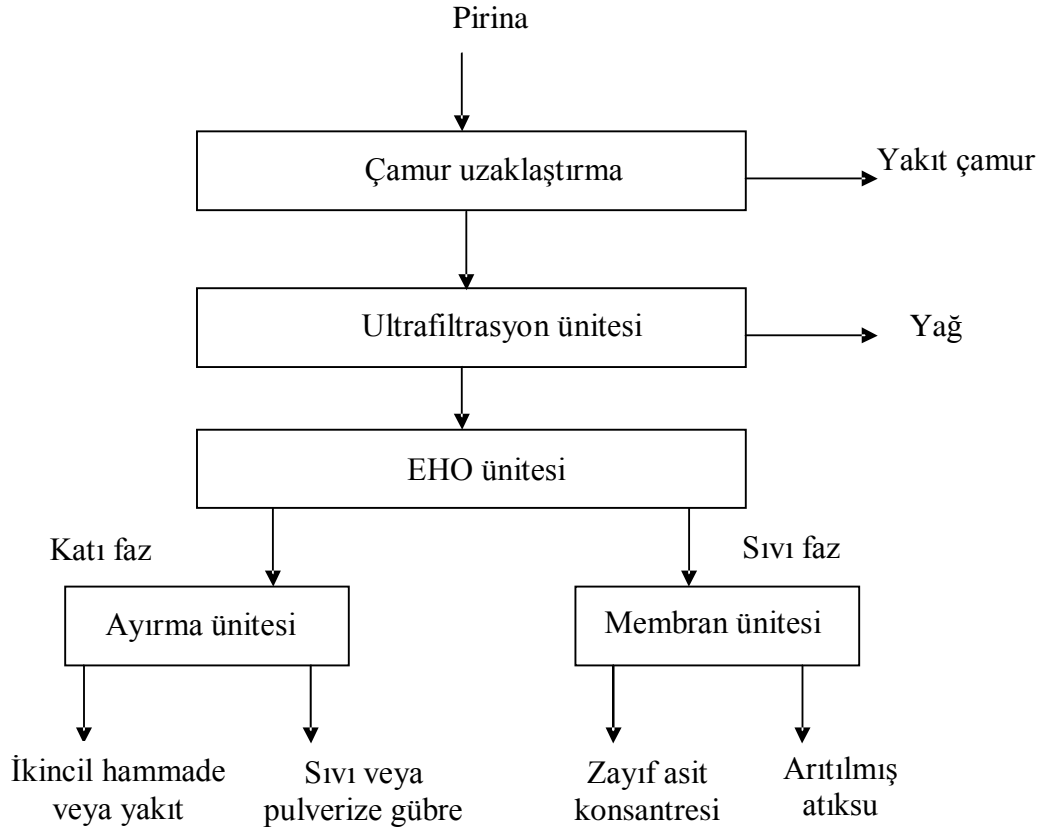 Pirina
Çamur uzaklaştırma
Yakıt çamur
Ultrafiltrasyon ünitesi
Yağ
EHO ünitesi
Katı faz
Sıvı faz
Ayırma ünitesi
Membran ünitesi
İkincil hammade
veya yakıt
Sıvı veya
pulverize gübre
Zayıf asit
konsantresi
Arıtılmış
atıksu